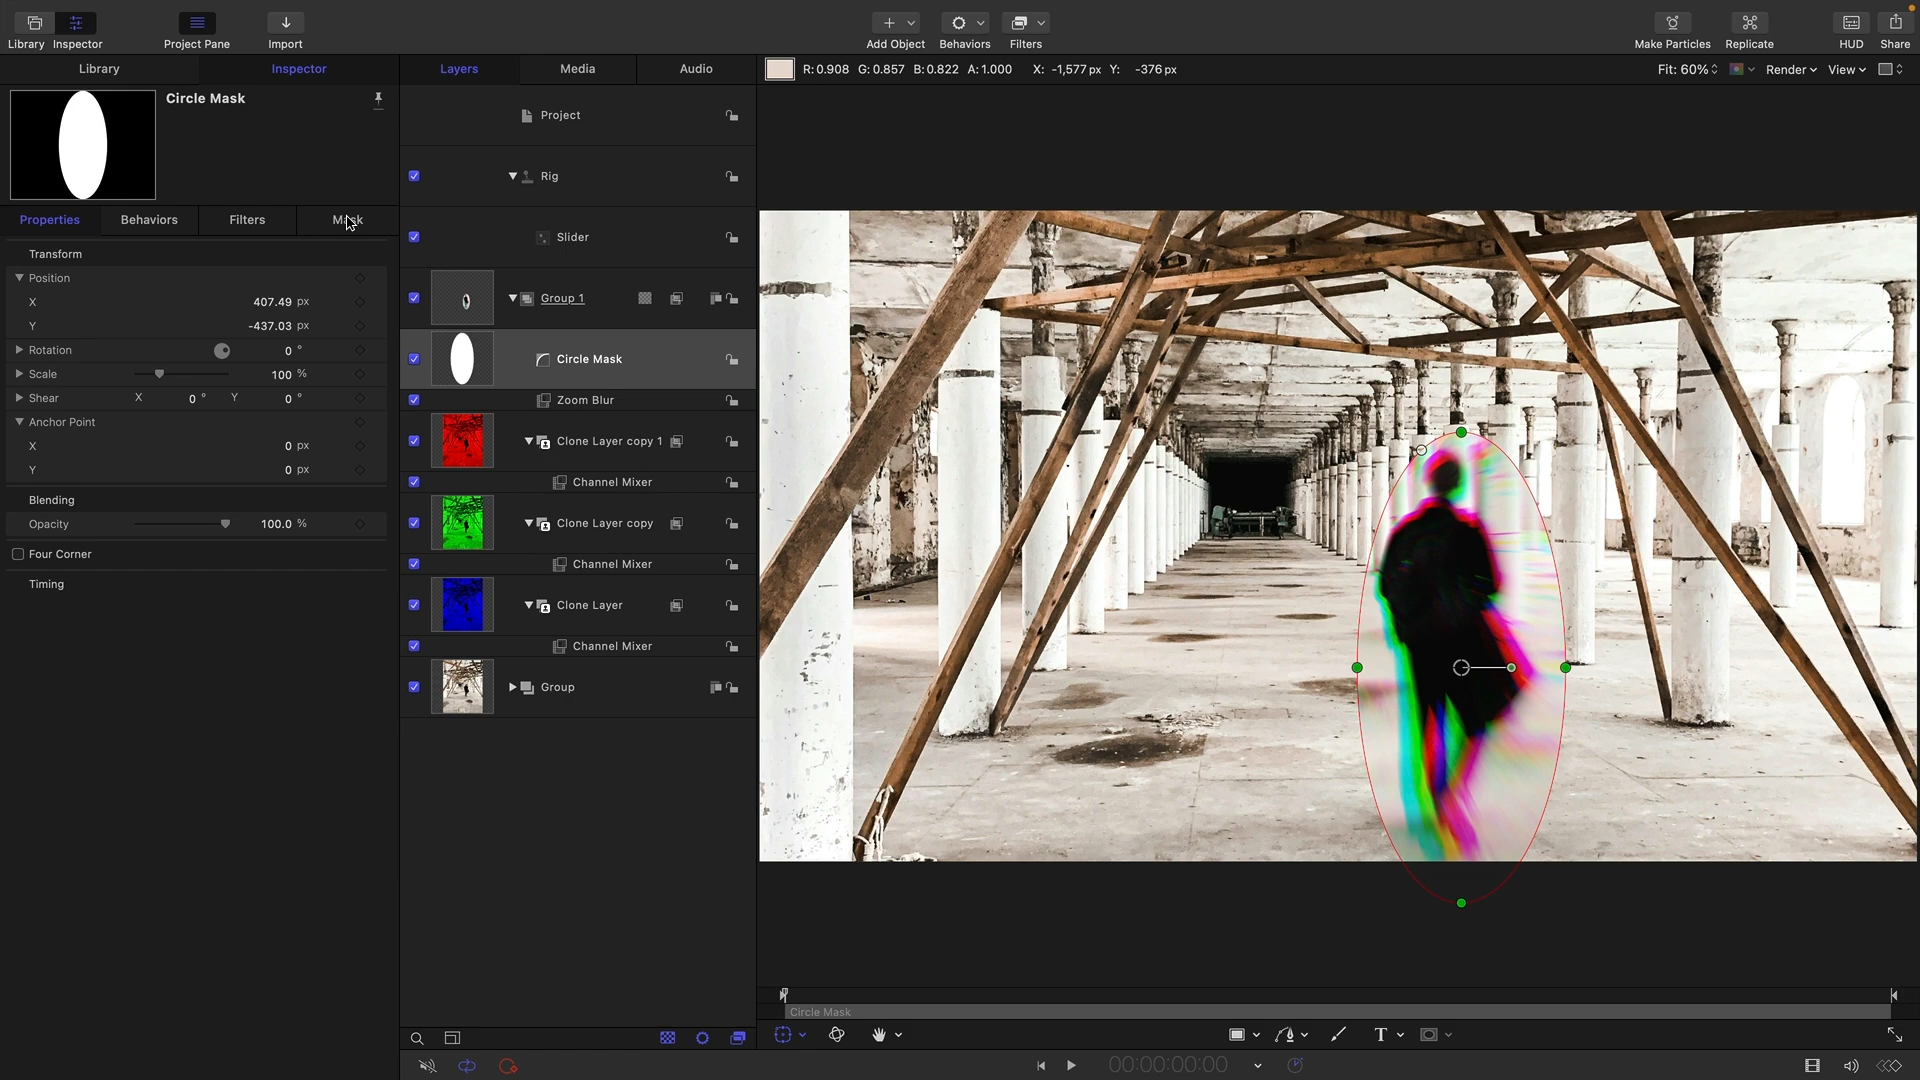 Library Inspector Project Pane Import Add Object Behaviors Filters Make Particles Replicate HUD Share
Library Inspector Layers Media Audio R:0.908 G:0.857 B:0.822 A:1.000 X: -1,577 px Y: -376 px Fit: 60% Render View
Circle Mask
Properties Behaviors Filters Mask
Transform
Position
X 407.49 px
Y -437.03 px
Rotation 0 °
Scale 100 %
Shear X 0 ° Y 0 °
Anchor Point
X 0 px
Y 0 px
Blending
Opacity 100.0 %
Four Corner
Timing
Project
Rig
Slider
Group 1
Circle Mask
Zoom Blur
Clone Layer copy 1
Channel Mixer
Clone Layer copy
Channel Mixer
Clone Layer
Channel Mixer
Group
Circle Mask
T
00:00:00:00